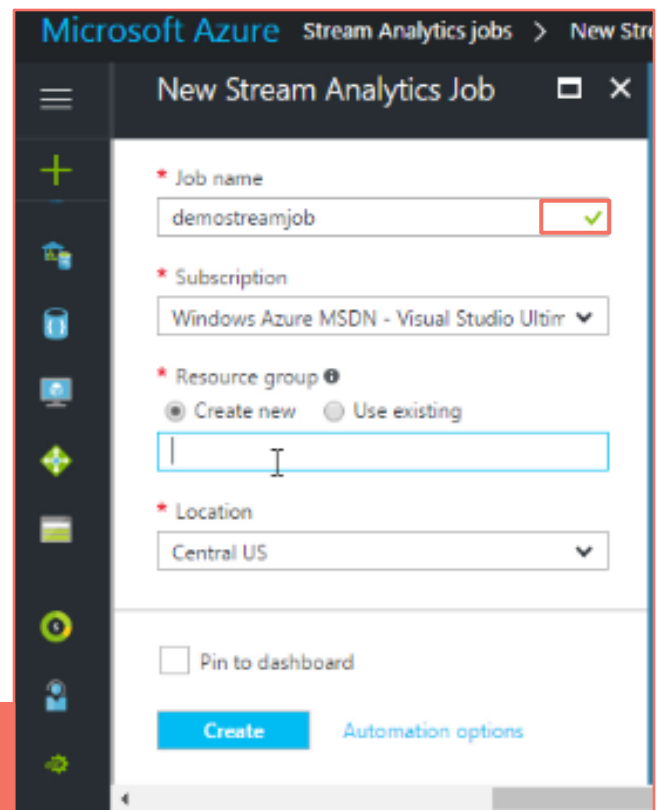 Microsoft Azure Stream Analytics jobs > New Stre
New Stream Analytics Job
* Job name
demostreamjob
* Subscription
Windows Azure MSDN - Visual Studio Ultim
* Resource group
Create new Use existing
* Location
Central US
Pin to dashboard
Create Automation options